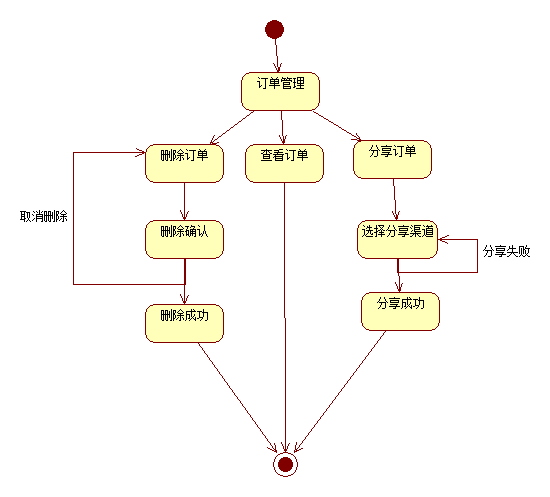 订单管理
删除订单
查看订单
分享订单
取消删除
删除确认
选择分享渠道
分享失败
删除成功
分享成功